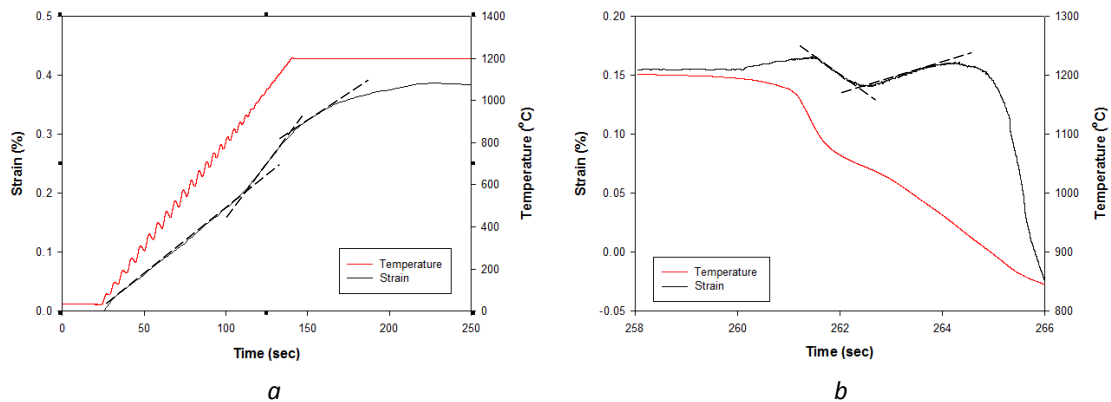 0.5
0.4
0.3
0.2
0.1
0.0
Strain (%)
0 50 100 150 200 250
Time (sec)
1400
1200
1000
800
600
400
200
0
Temperature (°C)
Temperature
Strain
a
0.20
0.15
0.10
0.05
0.00
-0.05
Strain (%)
258 260 262 264 266
Time (sec)
1300
1200
1100
1000
900
800
Temperature (°C)
Temperature
Strain
b